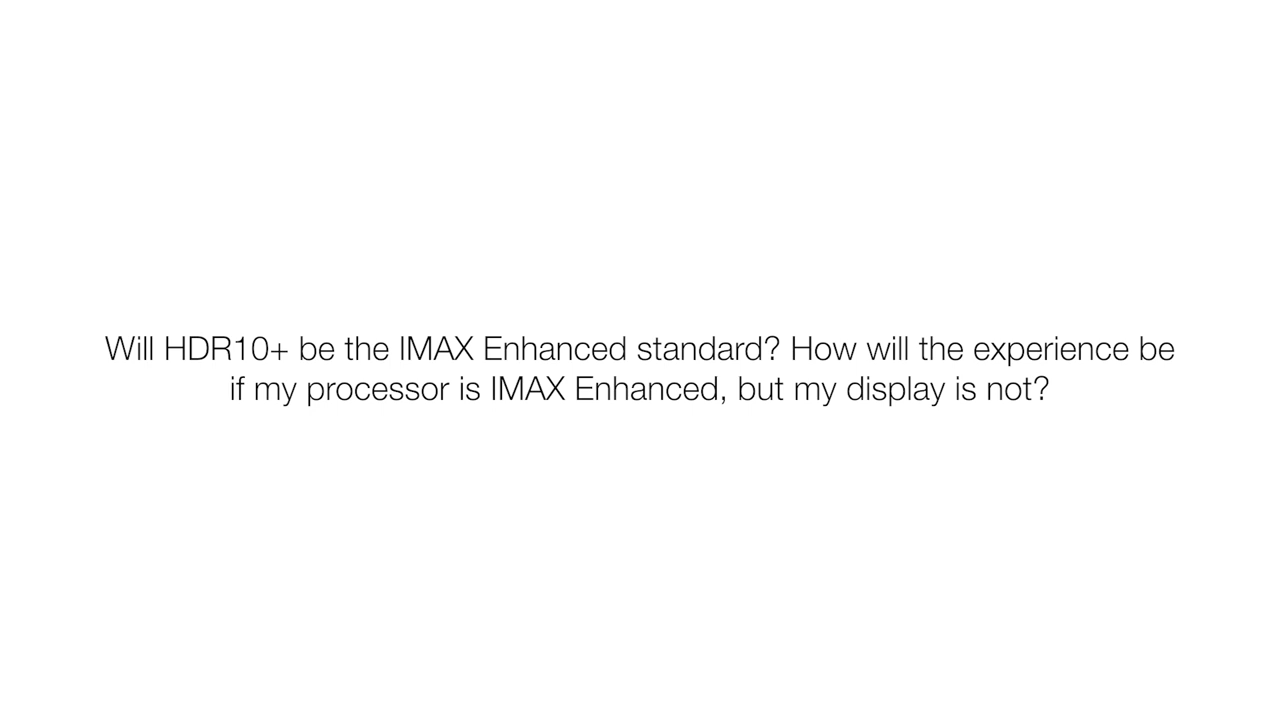 Will HDR10+ be the IMAX Enhanced standard? How will the experience be
if my processor is IMAX Enhanced, but my display is not?